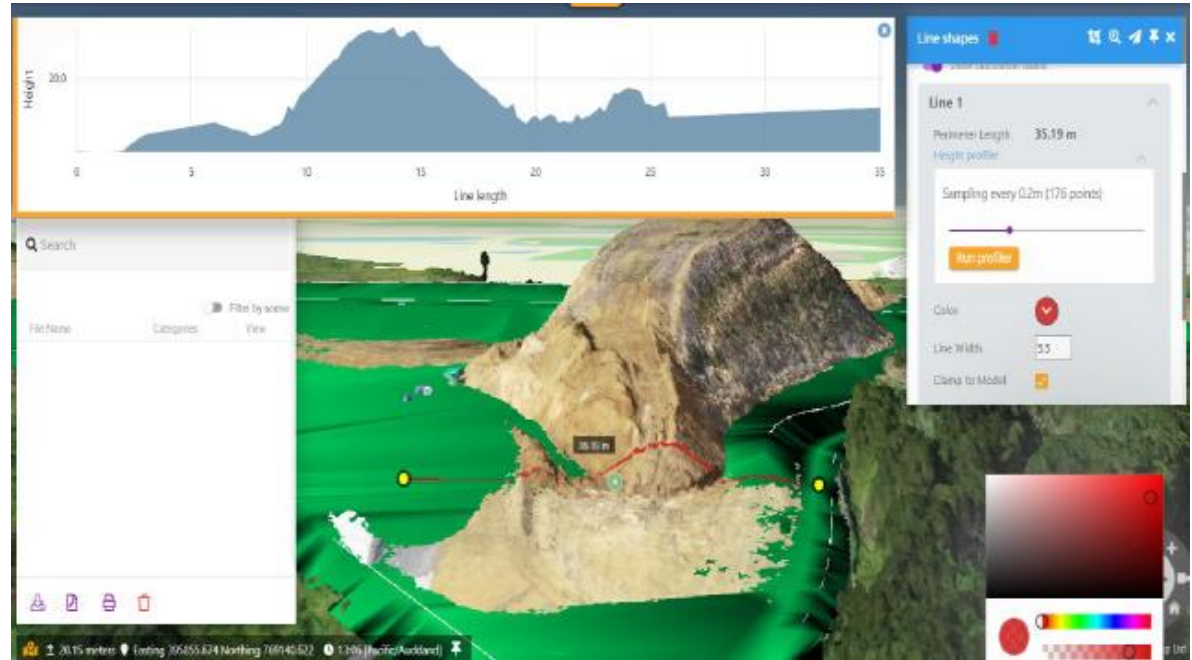 Height
20.0
0 5 10 15 20 25 30 35
Line length
Line shapes
Line 1
Perimeter Length 35.19 m
Height profiler
Sampling every 0.2m (176 points)
Run profiler
Color
Line Width 5.5
Clamp to Model
Search
Filter by scene
File Name Categories View
35.19 m
20.15 meters Easting 395855.624 Northing 769140.622 13:06 (Pacific/Auckland)